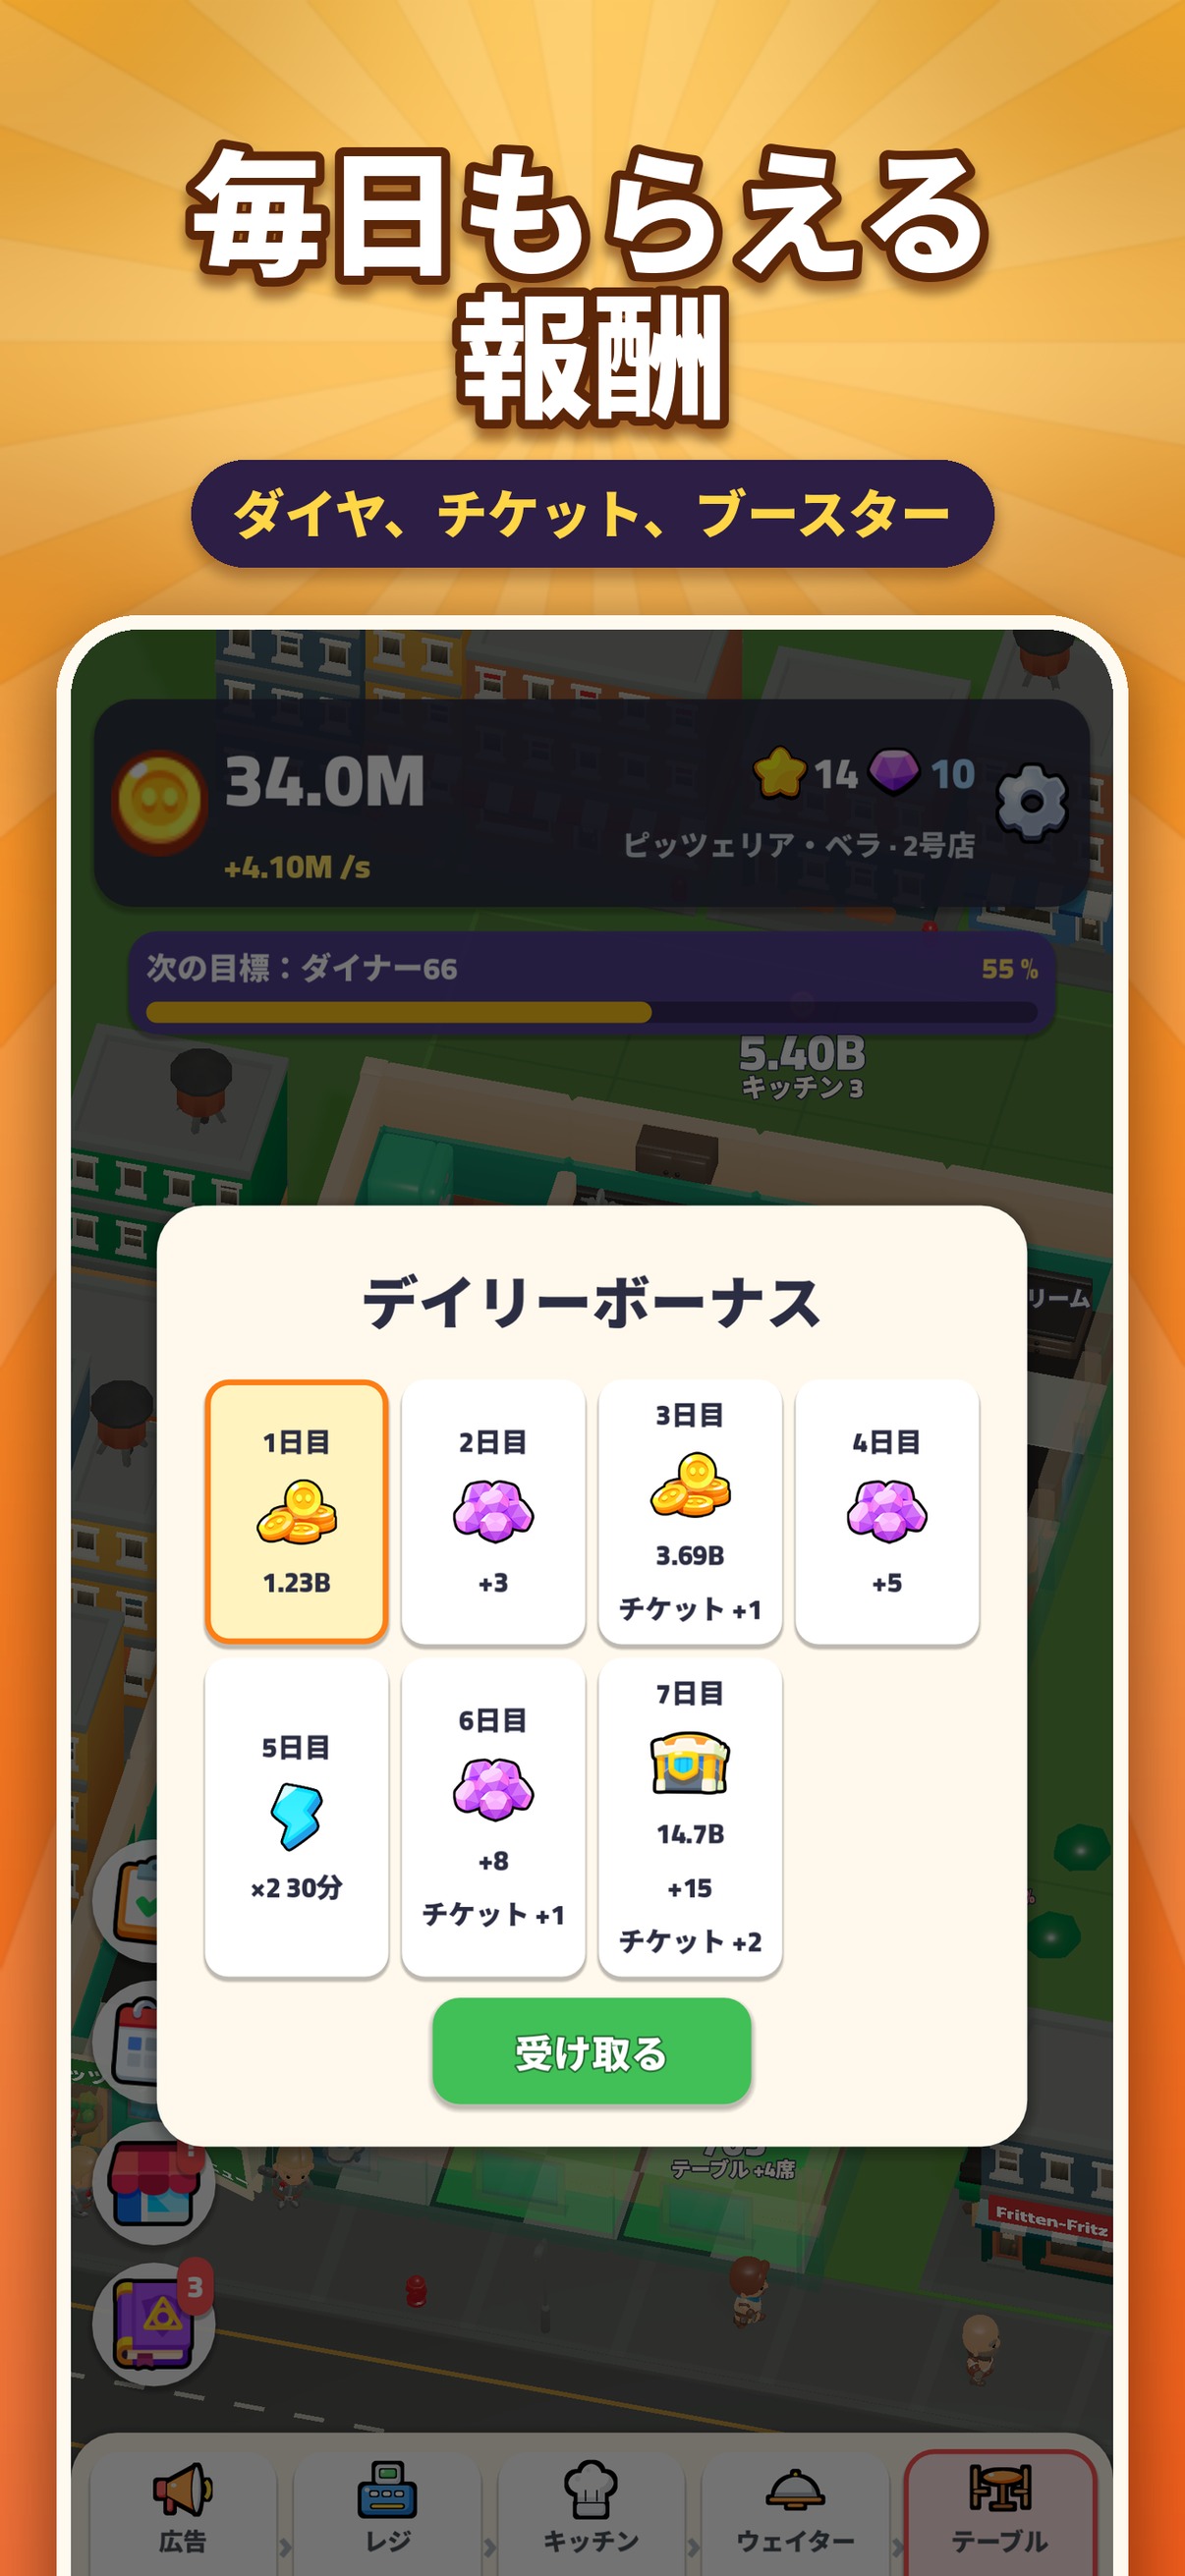 毎日もらえる
報酬
ダイヤ、チケット、ブースター
34.0M
+4.10M /s
14
10
ピッツェリア・ベラ · 2号店
次の目標：ダイナー66
55 %
5.40B
キッチン 3
リーム
デイリーボーナス
1日目
1.23B
2日目
+3
3日目
3.69B
チケット +1
4日目
+5
5日目
×2 30分
6日目
+8
チケット +1
7日目
14.7B
+15
チケット +2
受け取る
テーブル +4席
Fritten-Fritz
3
広告
レジ
キッチン
ウェイター
テーブル